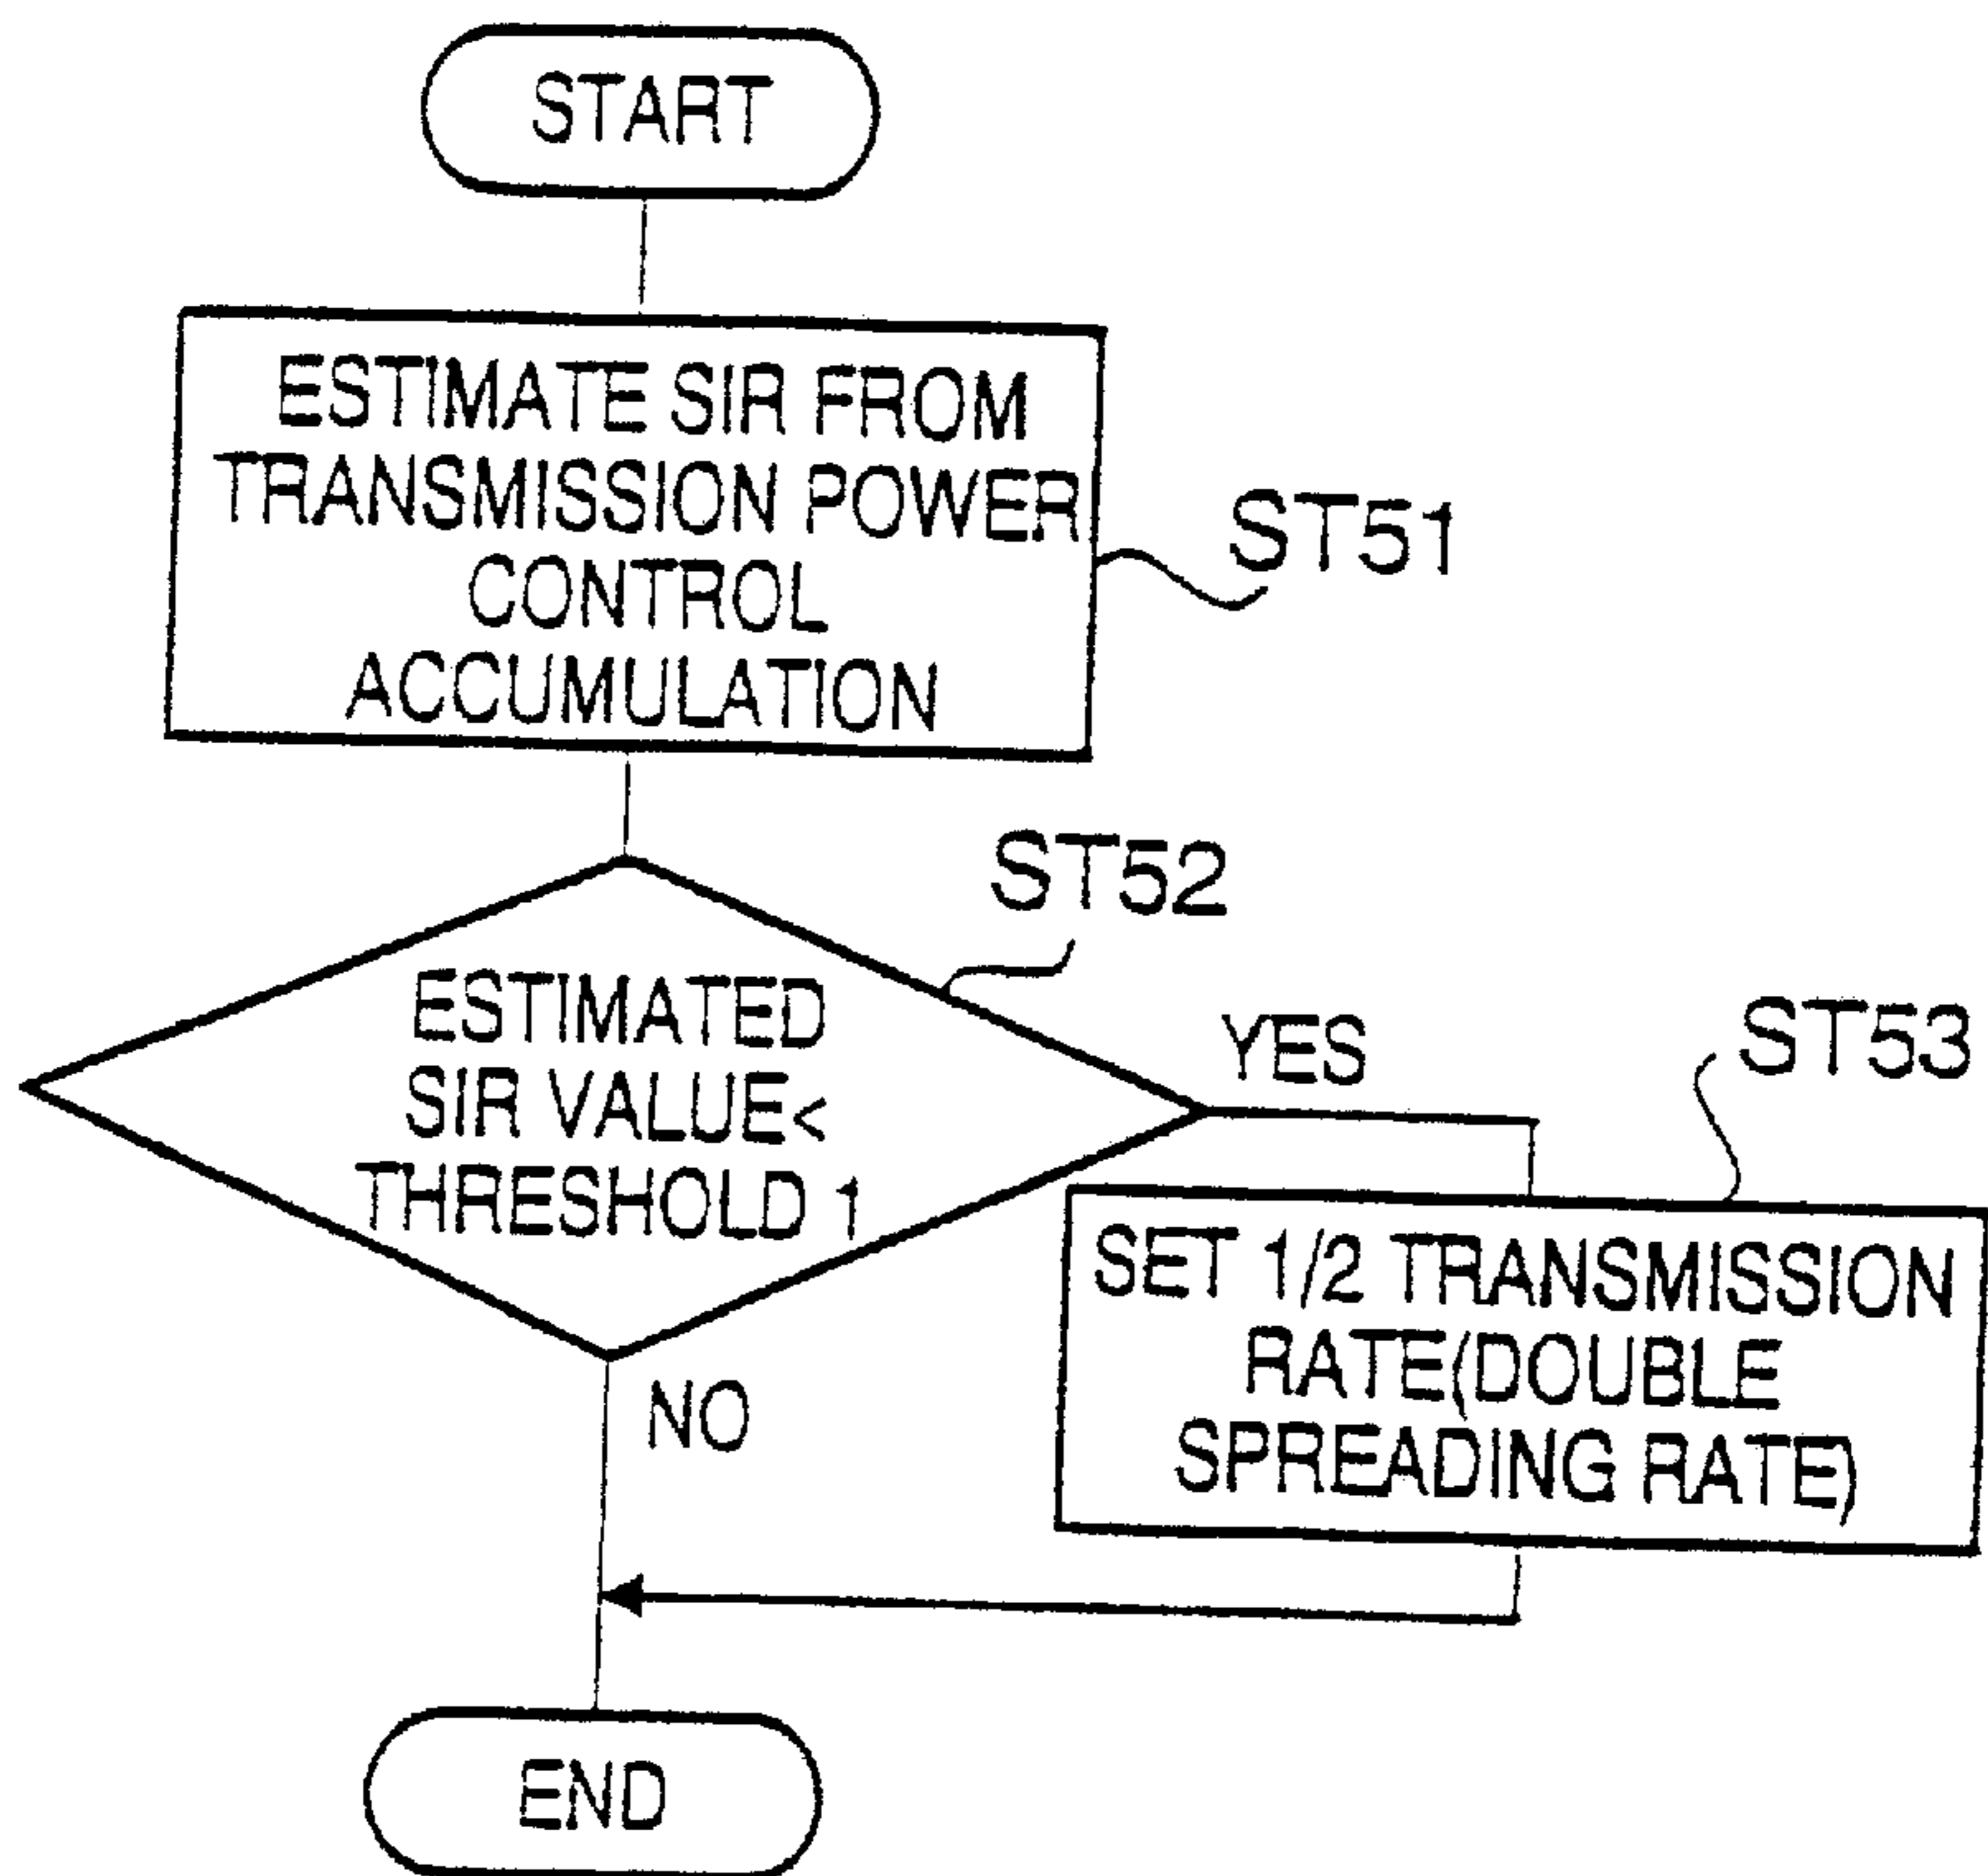 START
ESTIMATE SIR FROM
TRANSMISSION POWER
CONTROL
ACCUMULATION
ST51
ST52
ESTIMATED
SIR VALUE<
THRESHOLD 1
YES
ST53
SET 1/2 TRANSMISSION
RATE(DOUBLE
SPREADING RATE)
NO
END